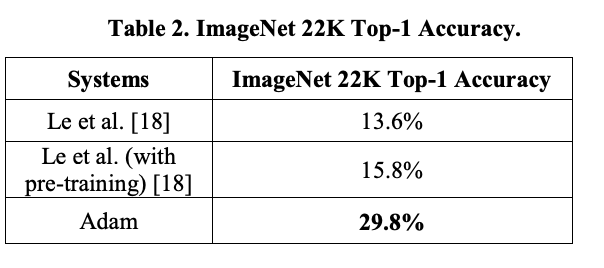 Table 2. ImageNet 22K Top-1 Accuracy.
Systems ImageNet 22K Top-1 Accuracy
Le et al. [18] 13.6%
Le et al. (with
pre-training) [18] 15.8%
Adam 29.8%